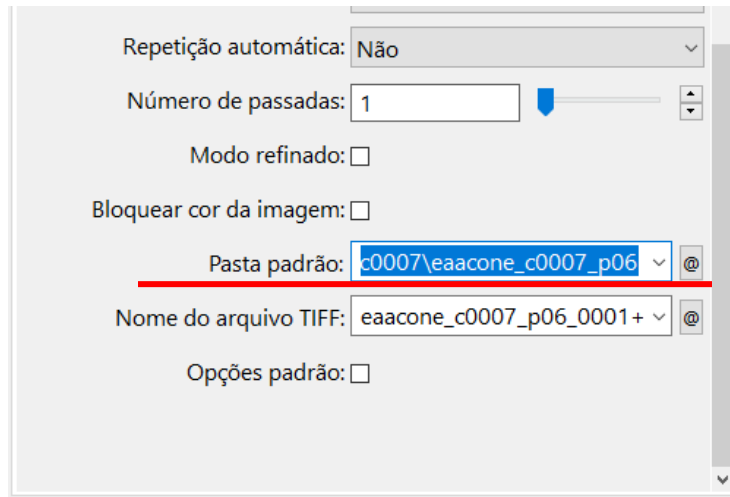 Repetição automática: Não
Número de passadas: 1
Modo refinado:
Bloquear cor da imagem:
Pasta padrão: c0007\eaacone_c0007_p06 @
Nome do arquivo TIFF: eaacone_c0007_p06_0001+ @
Opções padrão: